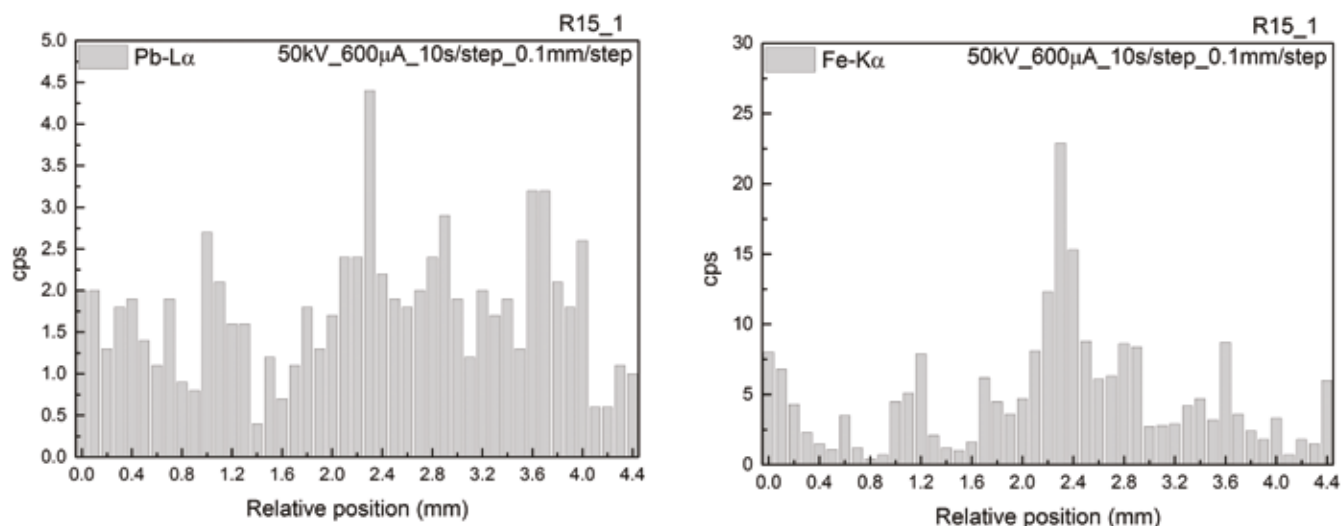 R15_1
Pb-Lα
50kV_600μA_10s/step_0.1mm/step
5.0
4.5
4.0
3.5
3.0
2.5
2.0
1.5
1.0
0.5
0.0
cps
0.0 0.4 0.8 1.2 1.6 2.0 2.4 2.8 3.2 3.6 4.0 4.4
Relative position (mm)
R15_1
Fe-Kα
50kV_600μA_10s/step_0.1mm/step
30
25
20
15
10
5
0
cps
0.0 0.4 0.8 1.2 1.6 2.0 2.4 2.8 3.2 3.6 4.0 4.4
Relative position (mm)